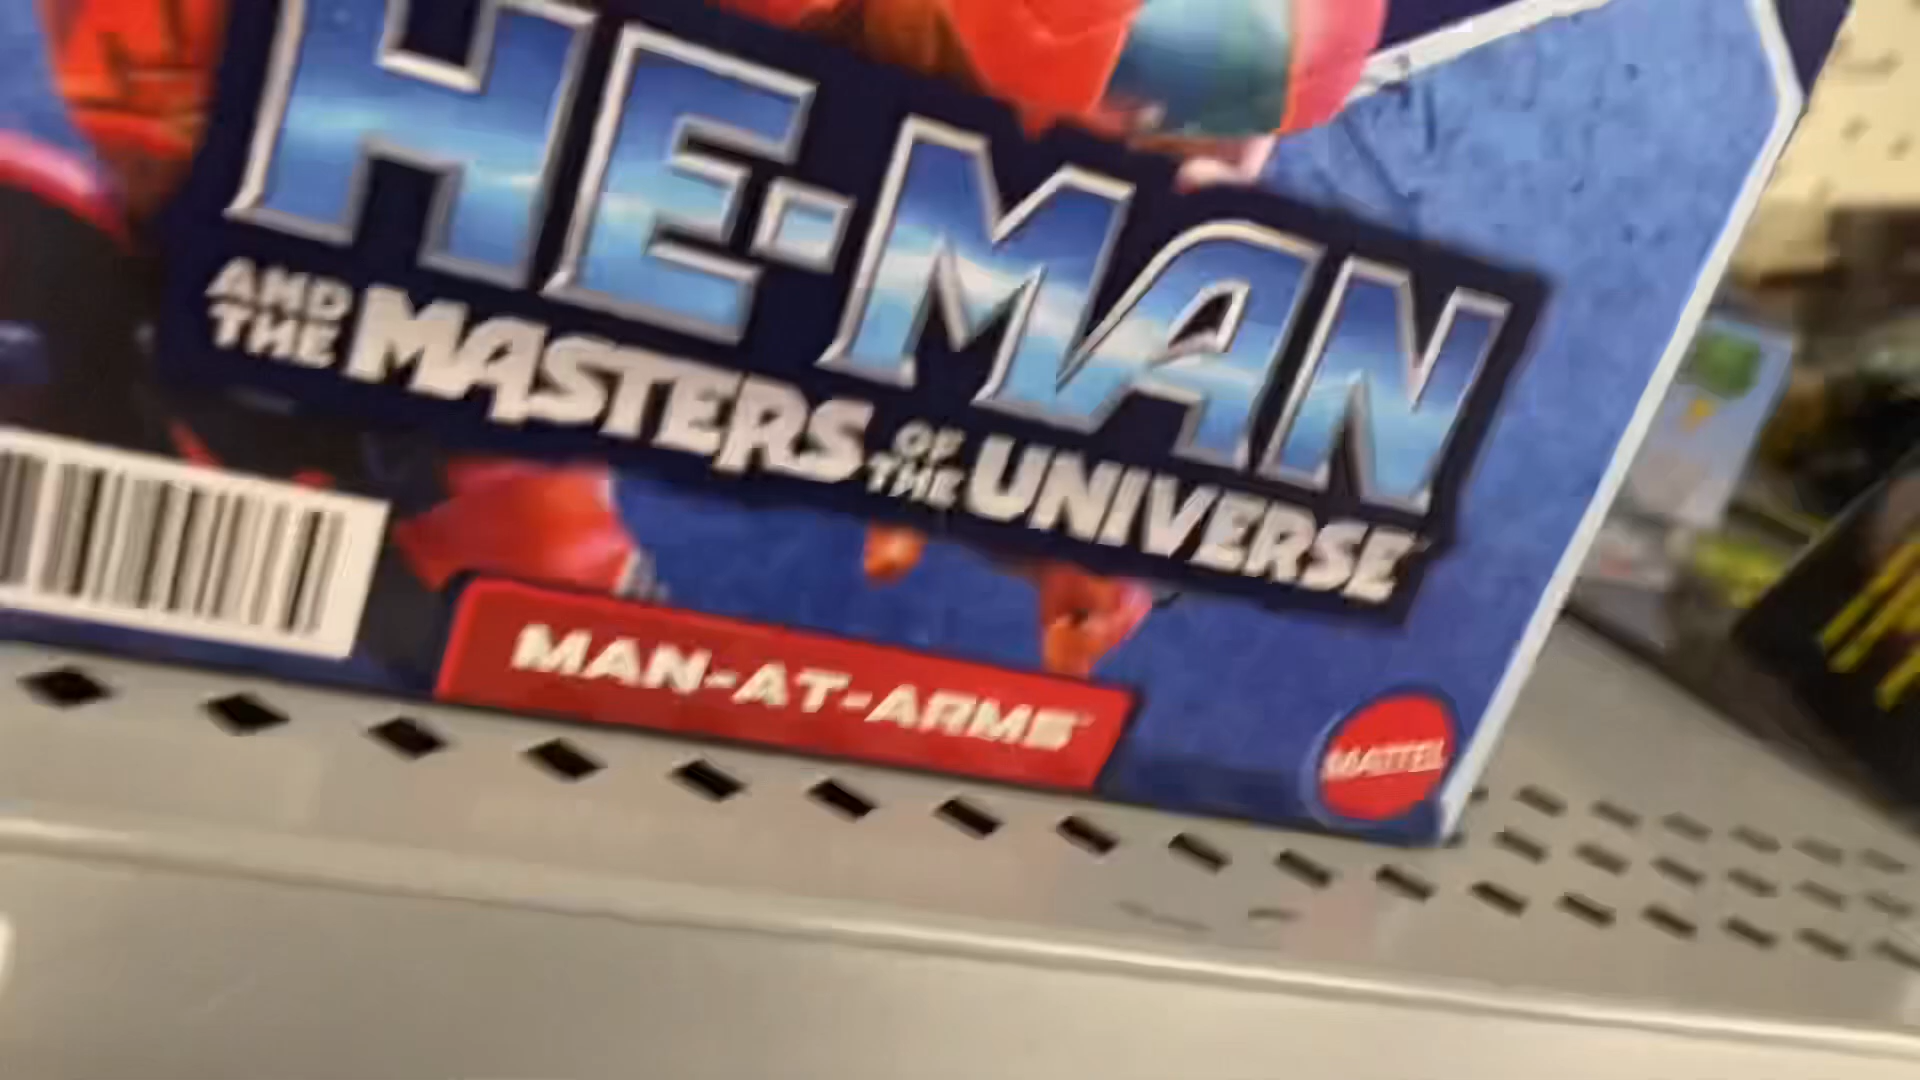 HE-MAN
AND THE MASTERS OF THE UNIVERSE
MAN-AT-ARMS
MATTEL